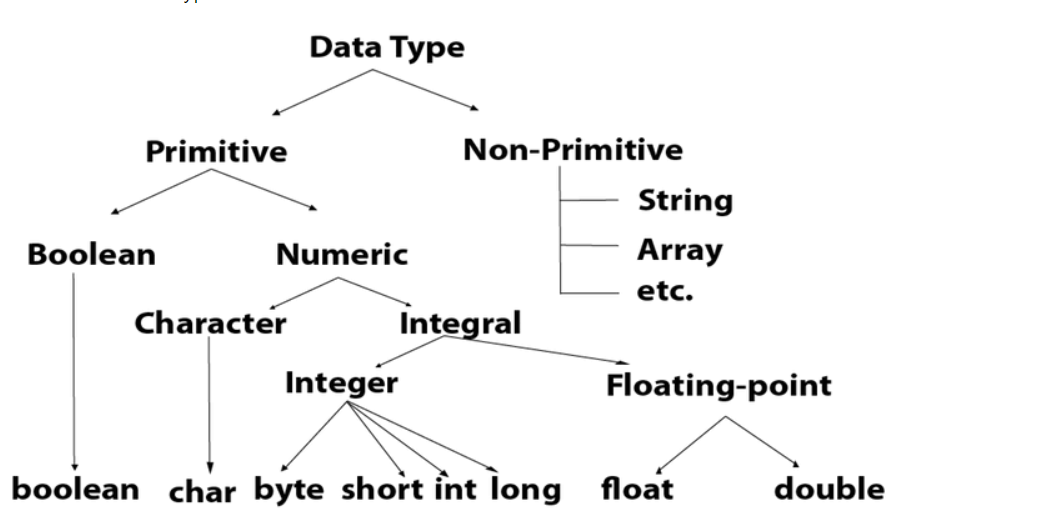 Data Type
Primitive
Non-Primitive
String
Boolean
Numeric
Array
etc.
Character
Integral
Integer
Floating-point
boolean
char
byte
short
int
long
float
double